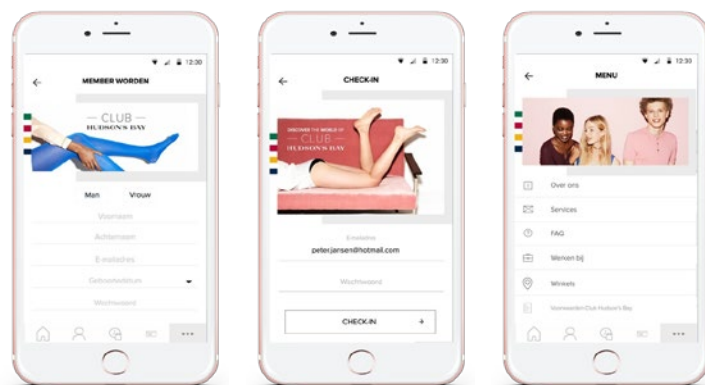 12:30
MEMBER WORDEN
CLUB
HUDSON'S BAY
Man
Vrouw
Voornaam
Achternaam
E-mailadres
Geboortedatum
Wachtwoord
12:30
CHECK-IN
DISCOVER THE WORLD OF
CLUB
HUDSON'S BAY
E-mailadres
peter.jansen@hotmail.com
Wachtwoord
CHECK-IN
12:30
MENU
Over ons
Services
FAQ
Werken bij
Winkels
Voorwaarden Club Hudson's Bay